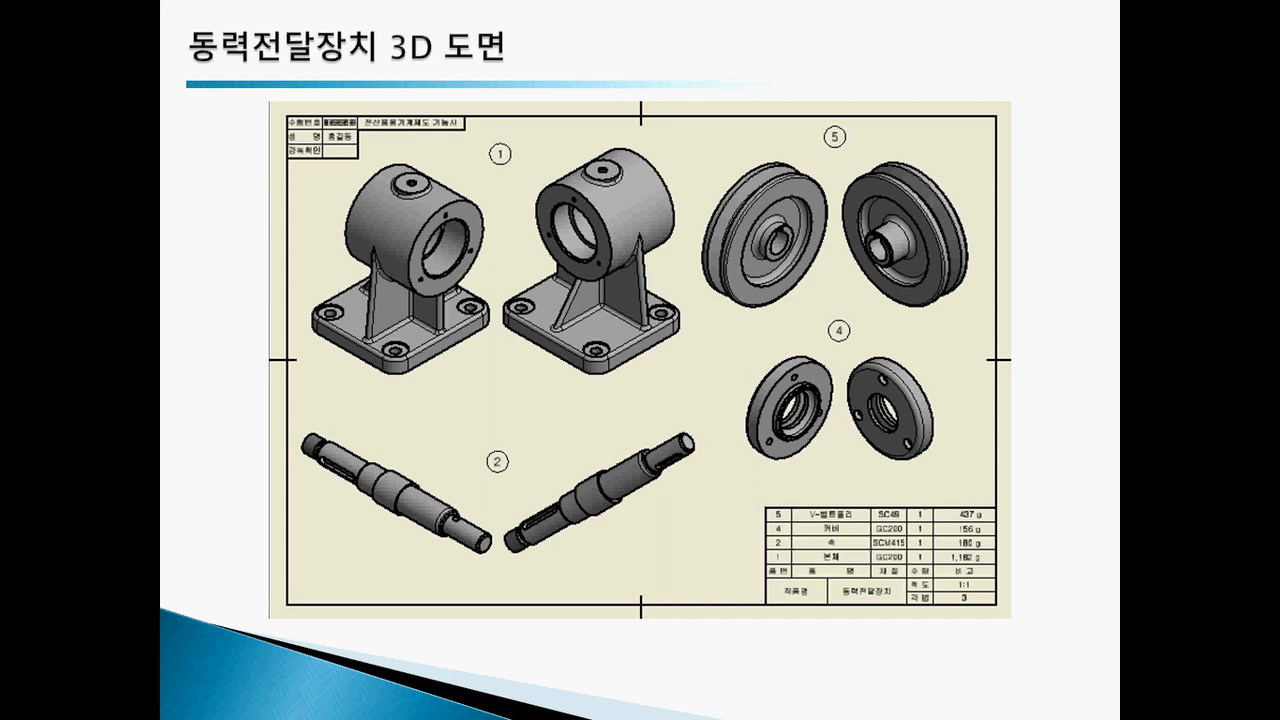 동력전달장치 3D 도면
수험번호 전산응용기계제도 기능사
성 명 홍길동
감독확인
1
5
4
2
5 V-벨트풀리 SC49 1 437 g
4 커버 GC200 1 156 g
2 축 SCM415 1 180 g
1 본체 GC200 1 1,182 g
품번 품 명 재질 수량 비고
작품명 동력전달장치 척도 1:1
각법 3